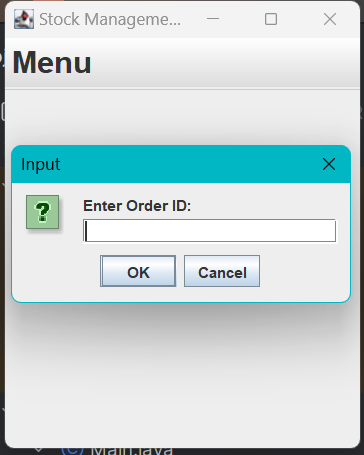 Stock Manageme...
Menu
Input
Enter Order ID:
OK
Cancel
Main.java